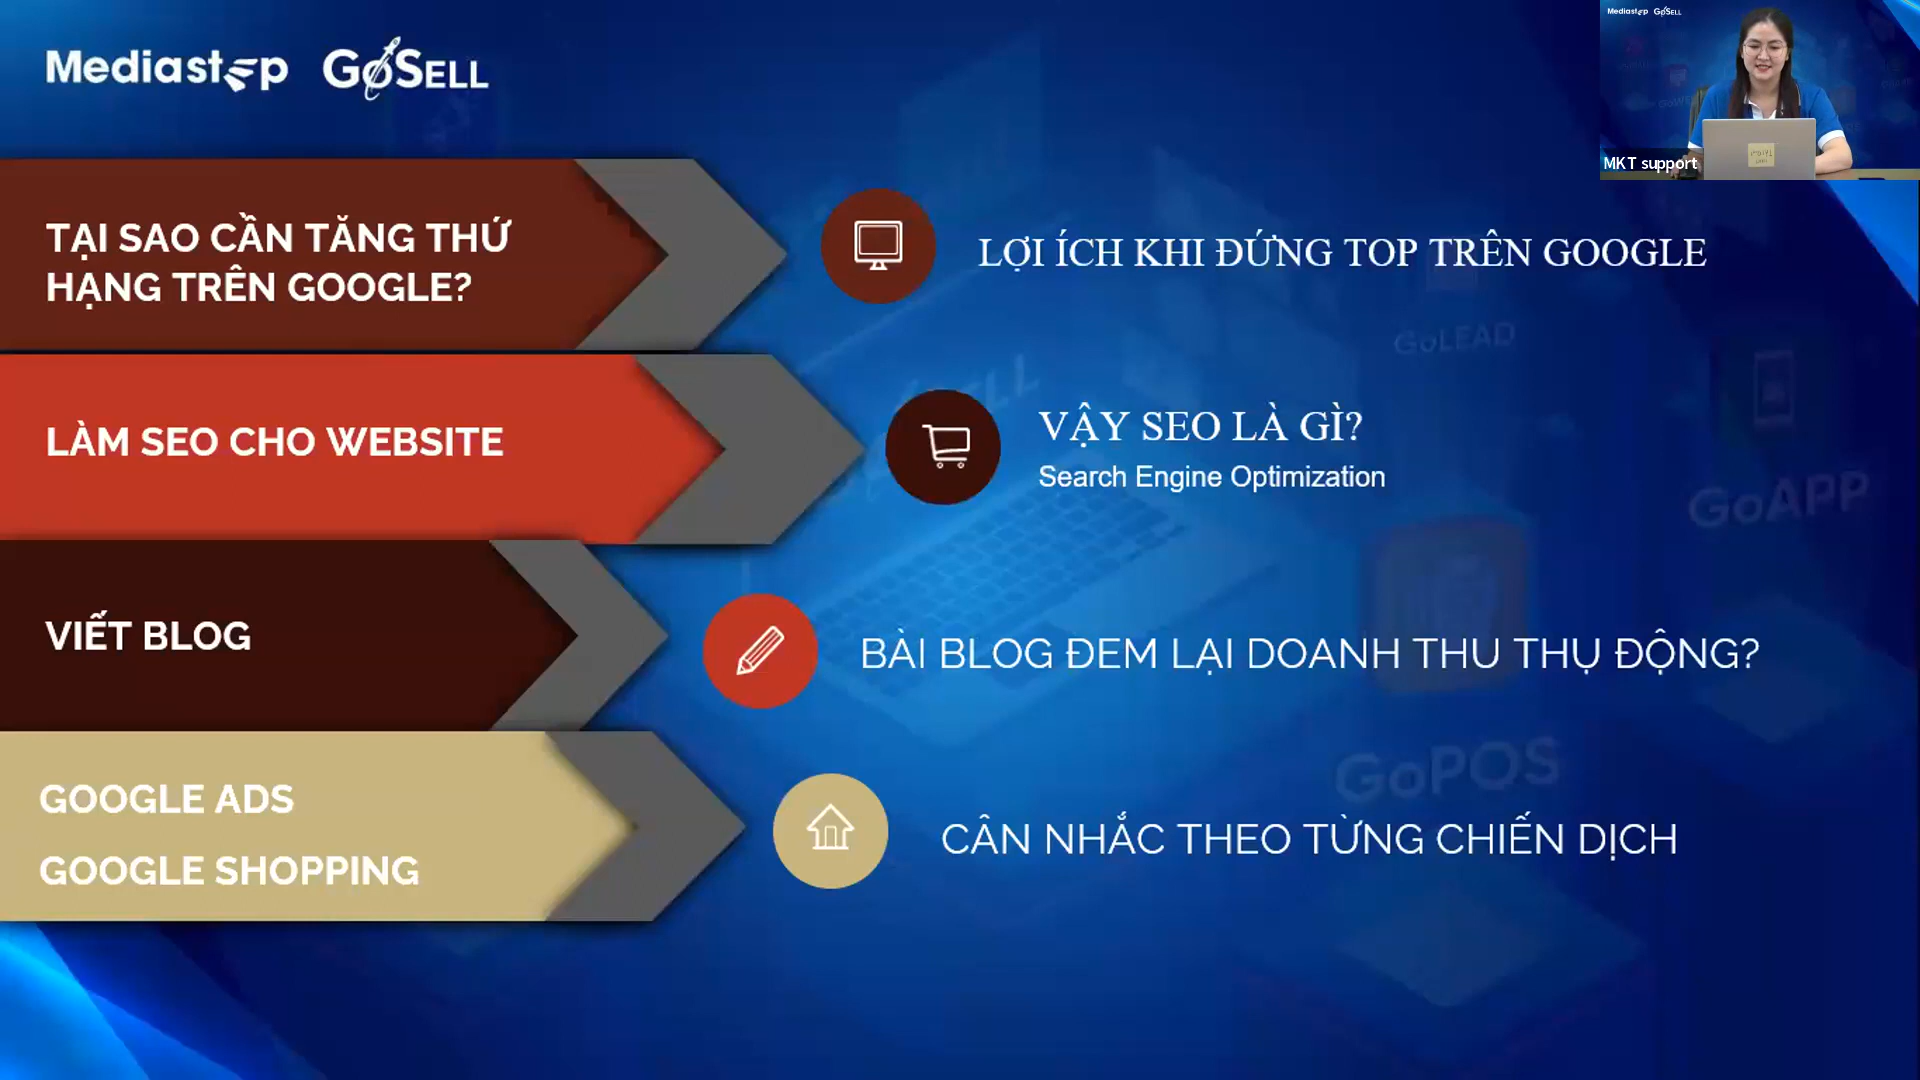 Mediastep GoSELL
Mediastep GoSELL
MKT support
TẠI SAO CẦN TĂNG THỨ
HẠNG TRÊN GOOGLE?
LỢI ÍCH KHI ĐỨNG TOP TRÊN GOOGLE
GoLEAD
LÀM SEO CHO WEBSITE
VẬY SEO LÀ GÌ?
Search Engine Optimization
GoAPP
VIẾT BLOG
BÀI BLOG ĐEM LẠI DOANH THU THỤ ĐỘNG?
GoPOS
GOOGLE ADS
GOOGLE SHOPPING
CÂN NHẮC THEO TỪNG CHIẾN DỊCH